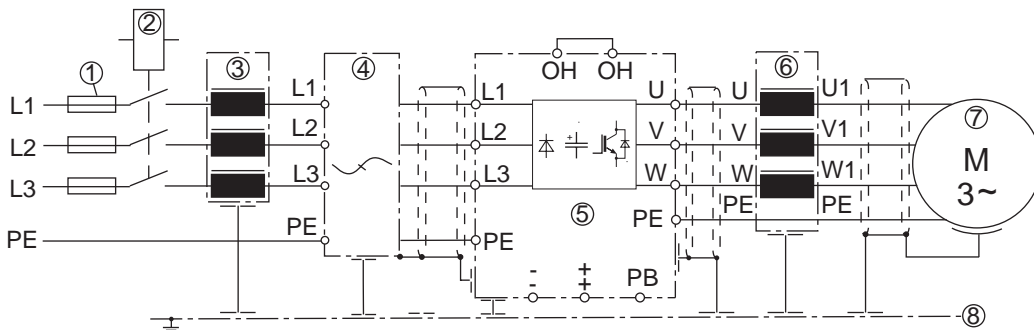 ②
① ③ ④ OH OH ⑥
L1 L1 L1 U U U1 ⑦
L2 L2 L2 V V V1 M
L3 L3 L3 W W W1 3~
PE PE PE ⑤ PE PE PE
- + PB
- +
⑧